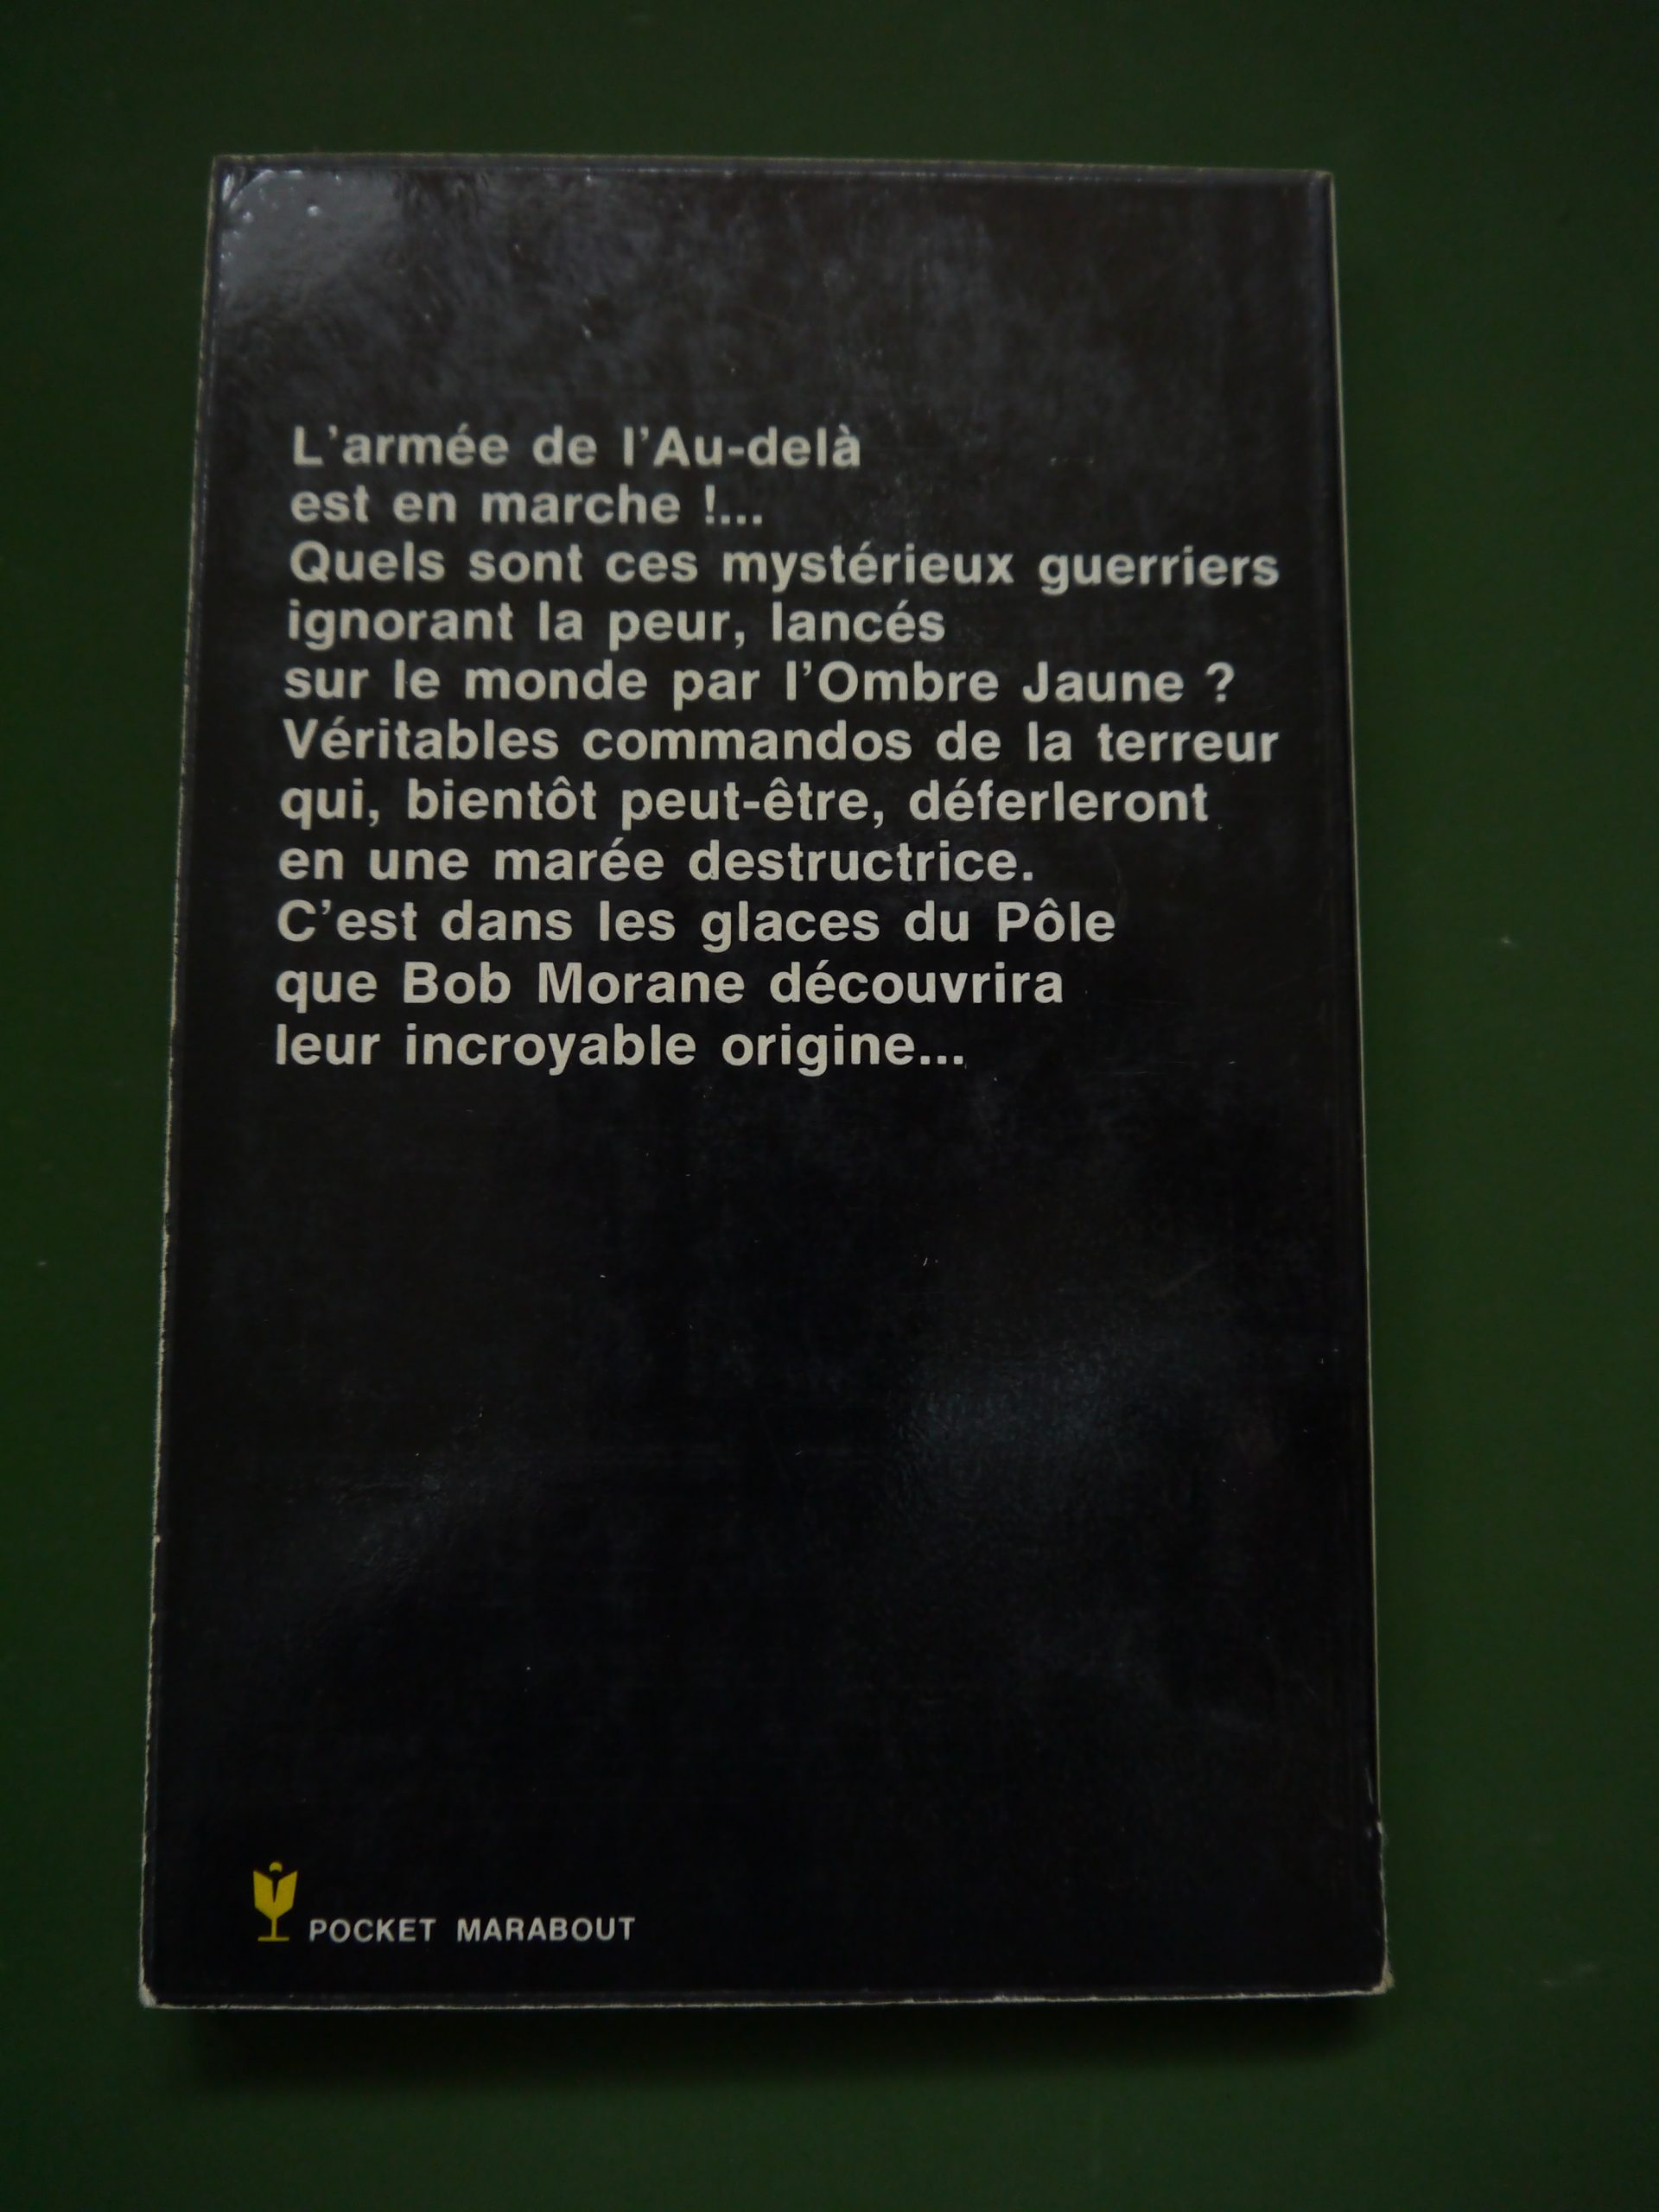 L'armée de l'Au-delà
est en marche !...
Quels sont ces mystérieux guerriers
ignorant la peur, lancés
sur le monde par l'Ombre Jaune ?
Véritables commandos de la terreur
qui, bientôt peut-être, déferleront
en une marée destructrice.
C'est dans les glaces du Pôle
que Bob Morane découvrira
leur incroyable origine...
POCKET MARABOUT